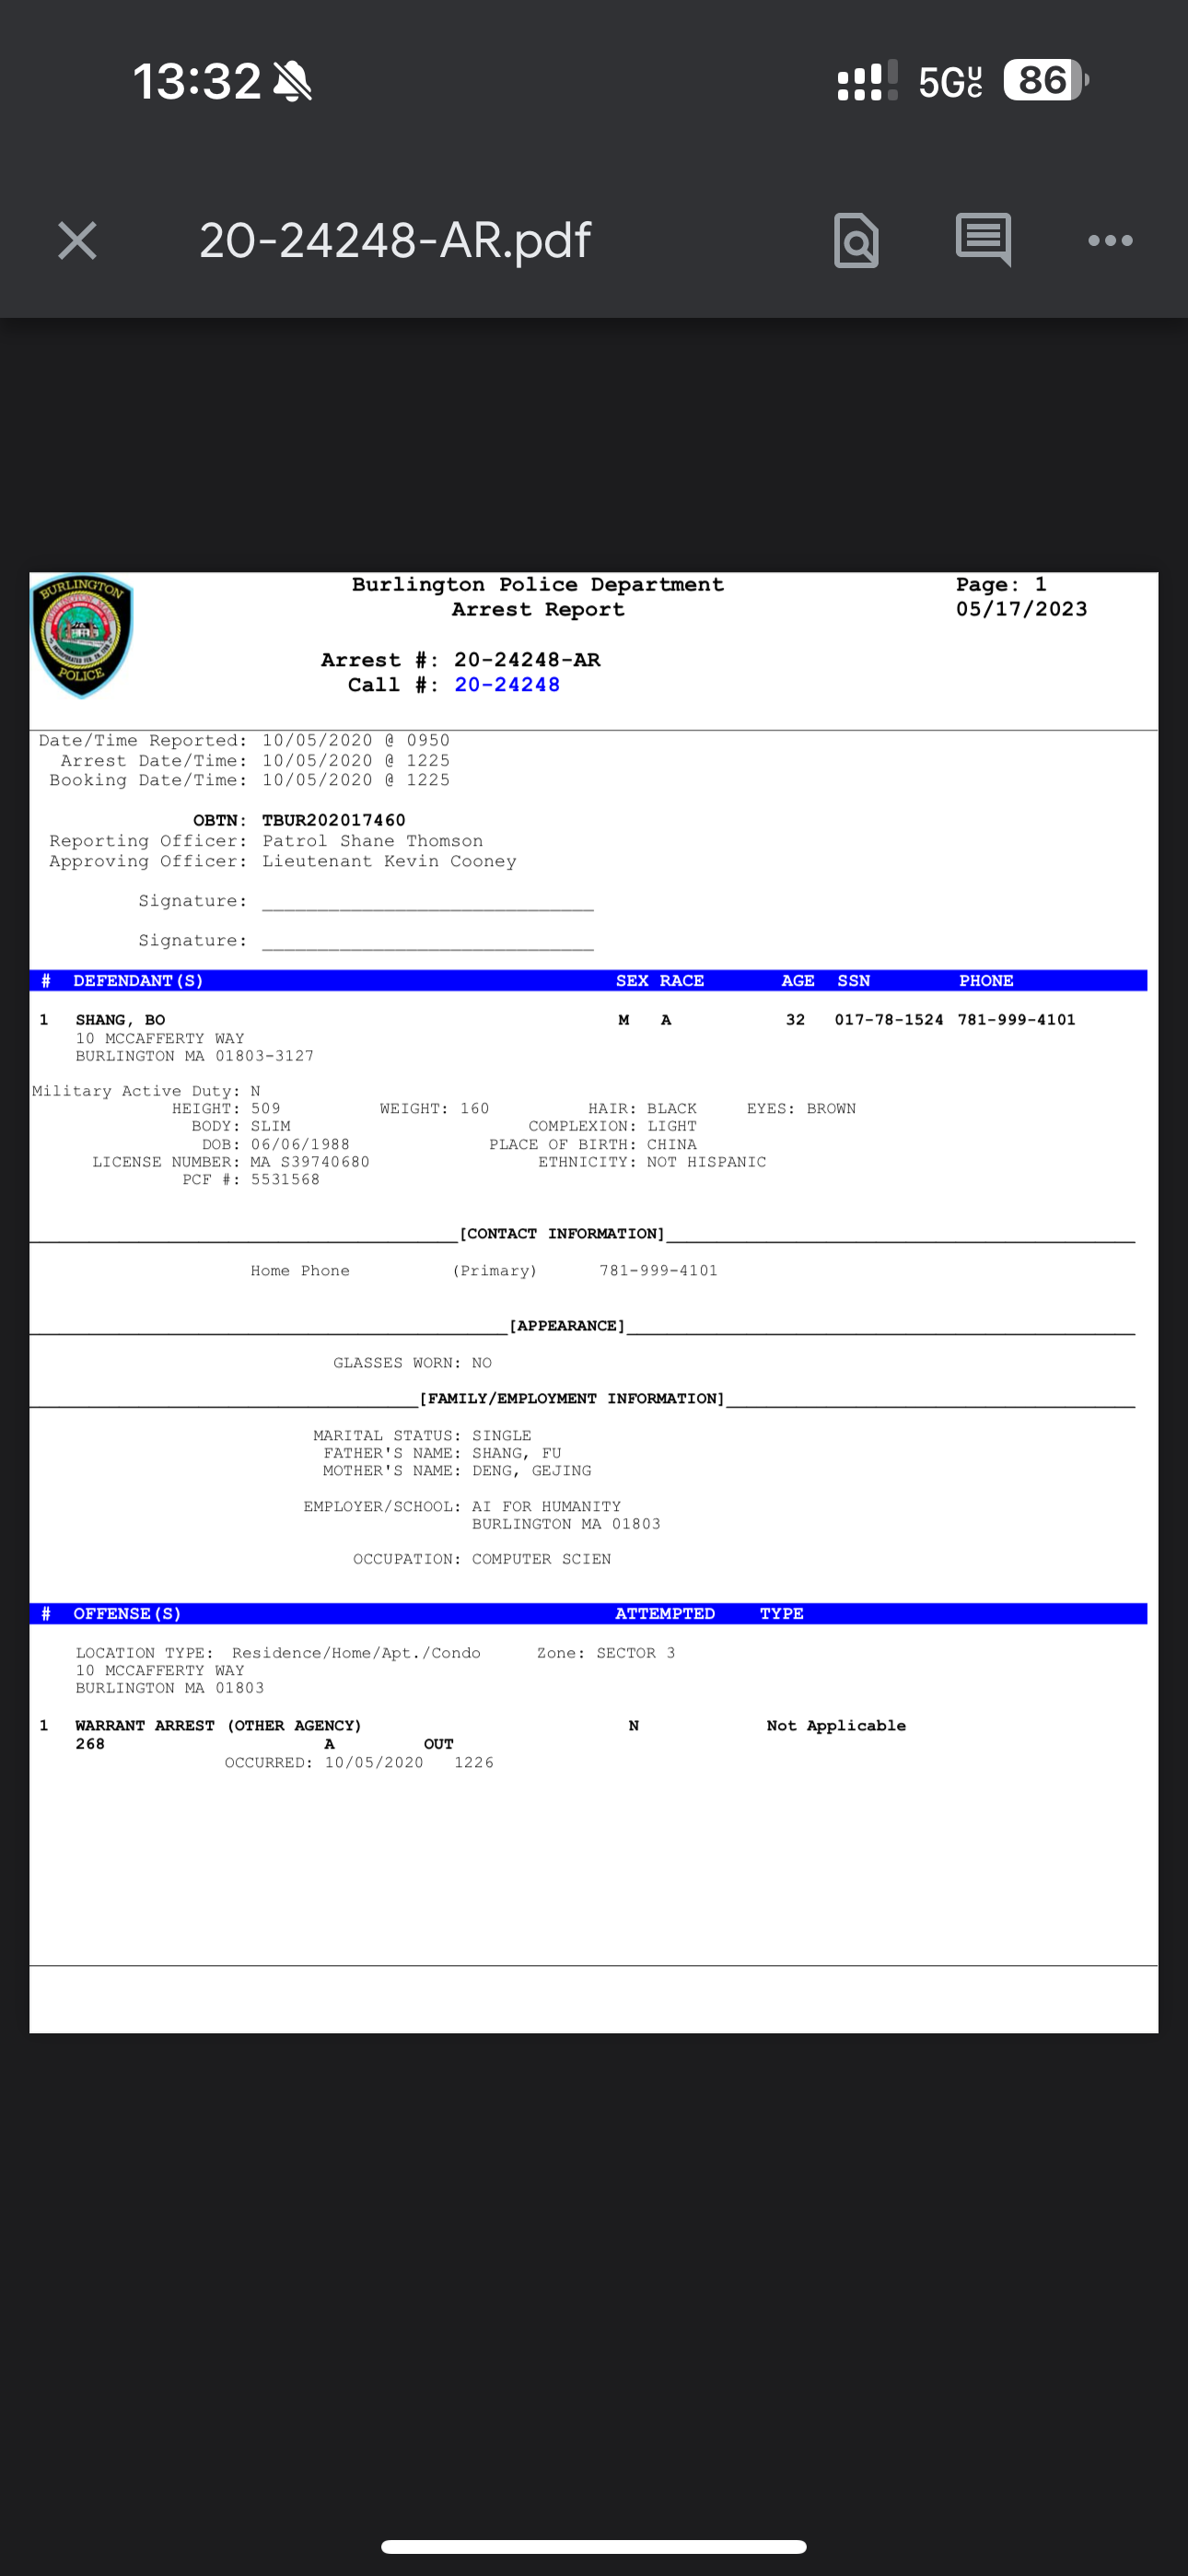 13:32
5G UC
86
20-24248-AR.pdf
BURLINGTON
POLICE
Burlington Police Department
Page: 1
Arrest Report
05/17/2023
Arrest #: 20-24248-AR
Call #: 20-24248
Date/Time Reported: 10/05/2020 @ 0950
Arrest Date/Time: 10/05/2020 @ 1225
Booking Date/Time: 10/05/2020 @ 1225
OBTN: TBUR202017460
Reporting Officer: Patrol Shane Thomson
Approving Officer: Lieutenant Kevin Cooney
Signature:
Signature:
# DEFENDANT(S) SEX RACE AGE SSN PHONE
1 SHANG, BO M A 32 017-78-1524 781-999-4101
10 MCCAFFERTY WAY
BURLINGTON MA 01803-3127
Military Active Duty: N
HEIGHT: 509 WEIGHT: 160 HAIR: BLACK EYES: BROWN
BODY: SLIM COMPLEXION: LIGHT
DOB: 06/06/1988 PLACE OF BIRTH: CHINA
LICENSE NUMBER: MA S39740680 ETHNICITY: NOT HISPANIC
PCF #: 5531568
[CONTACT INFORMATION]
Home Phone (Primary) 781-999-4101
[APPEARANCE]
GLASSES WORN: NO
[FAMILY/EMPLOYMENT INFORMATION]
MARITAL STATUS: SINGLE
FATHER'S NAME: SHANG, FU
MOTHER'S NAME: DENG, GEJING
EMPLOYER/SCHOOL: AI FOR HUMANITY
BURLINGTON MA 01803
OCCUPATION: COMPUTER SCIEN
# OFFENSE(S) ATTEMPTED TYPE
LOCATION TYPE: Residence/Home/Apt./Condo Zone: SECTOR 3
10 MCCAFFERTY WAY
BURLINGTON MA 01803
1 WARRANT ARREST (OTHER AGENCY) N Not Applicable
268 A OUT
OCCURRED: 10/05/2020 1226